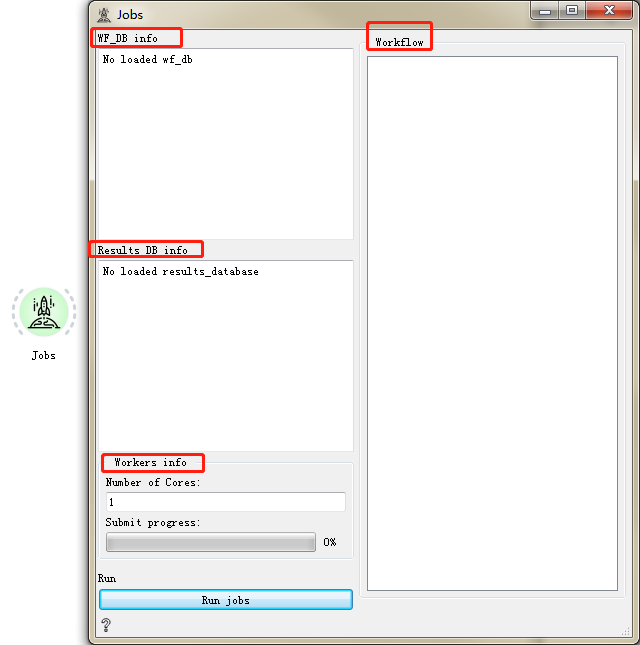 Jobs
WF_DB info
No loaded wf_db
Results DB info
No loaded results_database
Workers info
Number of Cores:
1
Submit progress:
0%
Run
Run jobs
?
Workflow
Jobs